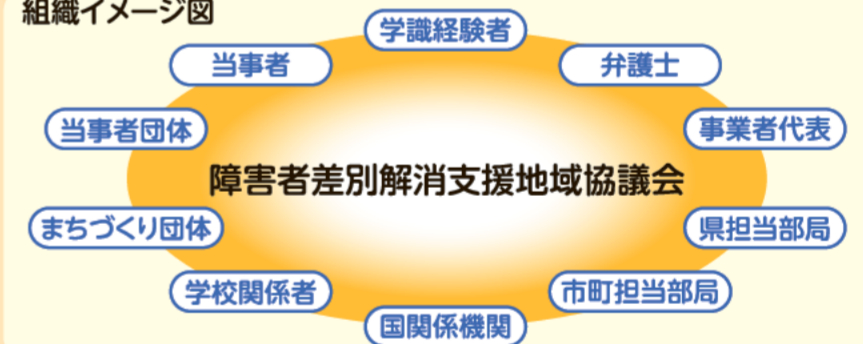 組織イメージ図
学識経験者
当事者
弁護士
当事者団体
事業者代表
障害者差別解消支援地域協議会
まちづくり団体
県担当部局
学校関係者
市町担当部局
国関係機関